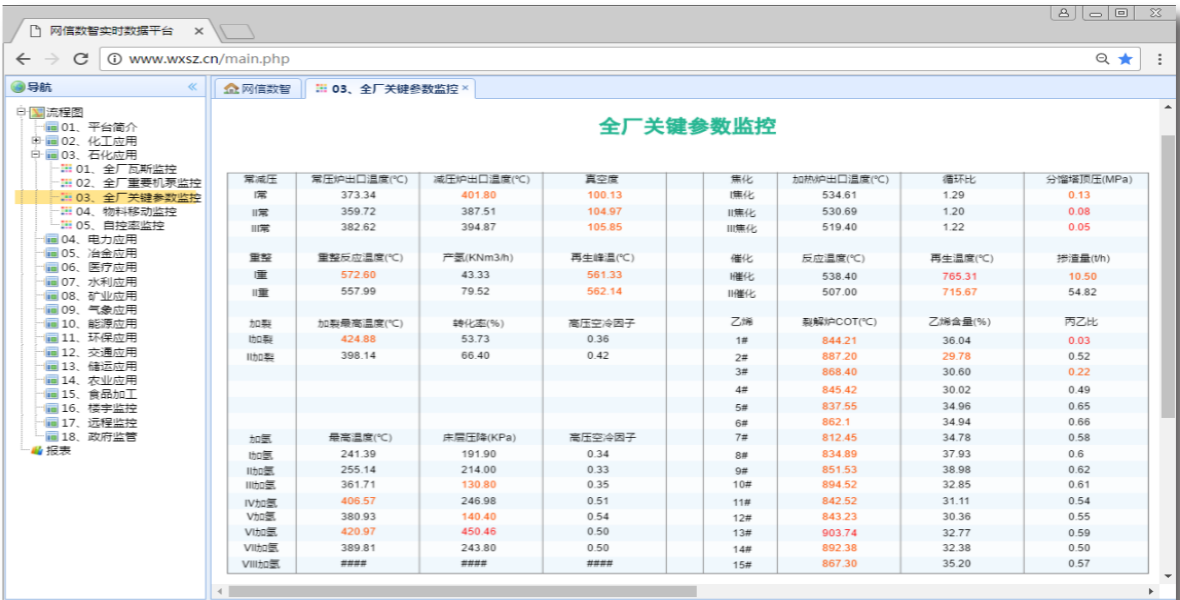 网信数智实时数据平台 ×
www.wxsz.cn/main.php
导航 «
流程图
01、平台简介
02、化工应用
03、石化应用
01、全厂瓦斯监控
02、全厂重要机泵监控
03、全厂关键参数监控
04、物料移动监控
05、自控率监控
04、电力应用
05、冶金应用
06、医疗应用
07、水利应用
08、矿业应用
09、气象应用
10、能源应用
11、环保应用
12、交通应用
13、储运应用
14、农业应用
15、食品加工
16、楼宇监控
17、远程监控
18、政府监管
报表
网信数智 03、全厂关键参数监控 ×
全厂关键参数监控
常减压 常压炉出口温度(℃) 减压炉出口温度(℃) 真空度 焦化 加热炉出口温度(℃) 循环比 分馏塔顶压(MPa)
I常 373.34 401.80 100.13 I焦化 534.61 1.29 0.13
II常 359.72 387.51 104.97 II焦化 530.69 1.20 0.08
III常 382.62 394.87 105.85 III焦化 519.40 1.22 0.05
重整 重整反应温度(℃) 产氢(KNm3/h) 再生峰温(℃) 催化 反应温度(℃) 再生温度(℃) 掺渣量(t/h)
I重 572.60 43.33 561.33 I催化 538.40 765.31 10.50
II重 557.99 79.52 562.14 II催化 507.00 715.67 54.82
加裂 加裂最高温度(℃) 转化率(%) 高压空冷因子 乙烯 裂解炉COT(℃) 乙烯含量(%) 丙乙比
I加裂 424.88 53.73 0.36 1# 844.21 36.04 0.03
II加裂 398.14 66.40 0.42 2# 887.20 29.78 0.52
3# 868.40 30.60 0.22
4# 845.42 30.02 0.49
5# 837.55 34.96 0.65
6# 862.1 34.94 0.66
加氢 最高温度(℃) 床层压降(KPa) 高压空冷因子 7# 812.45 34.78 0.58
I加氢 241.39 191.90 0.34 8# 834.89 37.93 0.6
II加氢 255.14 214.00 0.33 9# 851.53 38.98 0.62
III加氢 361.71 130.80 0.35 10# 894.52 32.85 0.61
IV加氢 406.57 246.98 0.51 11# 842.52 31.11 0.54
V加氢 380.93 140.40 0.54 12# 843.23 30.36 0.55
VI加氢 420.97 450.46 0.50 13# 903.74 32.77 0.59
VII加氢 389.81 243.80 0.50 14# 892.38 32.38 0.50
VIII加氢 #### #### #### 15# 867.30 35.20 0.57